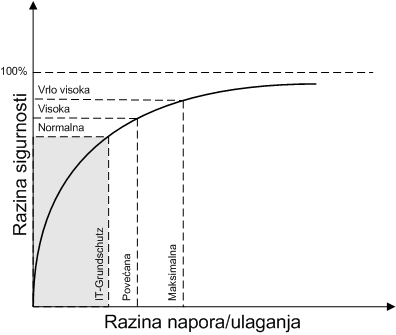 100%
Vrlo visoka
Visoka
Normalna
Razina sigurnosti
IT-Grundschutz
Povećana
Maksimalna
Razina napora/ulaganja